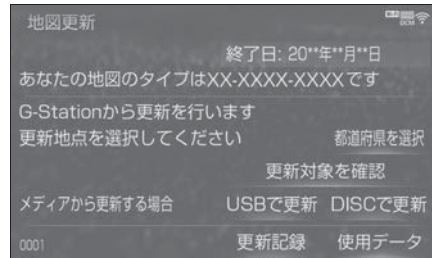 地図更新
DCM
終了日: 20**年**月**日
あなたの地図のタイプはXX-XXXX-XXXXです
G-Stationから更新を行います
更新地点を選択してください 都道府県を選択
更新対象を確認
メディアから更新する場合 USBで更新 DISCで更新
0001 更新記録 使用データ